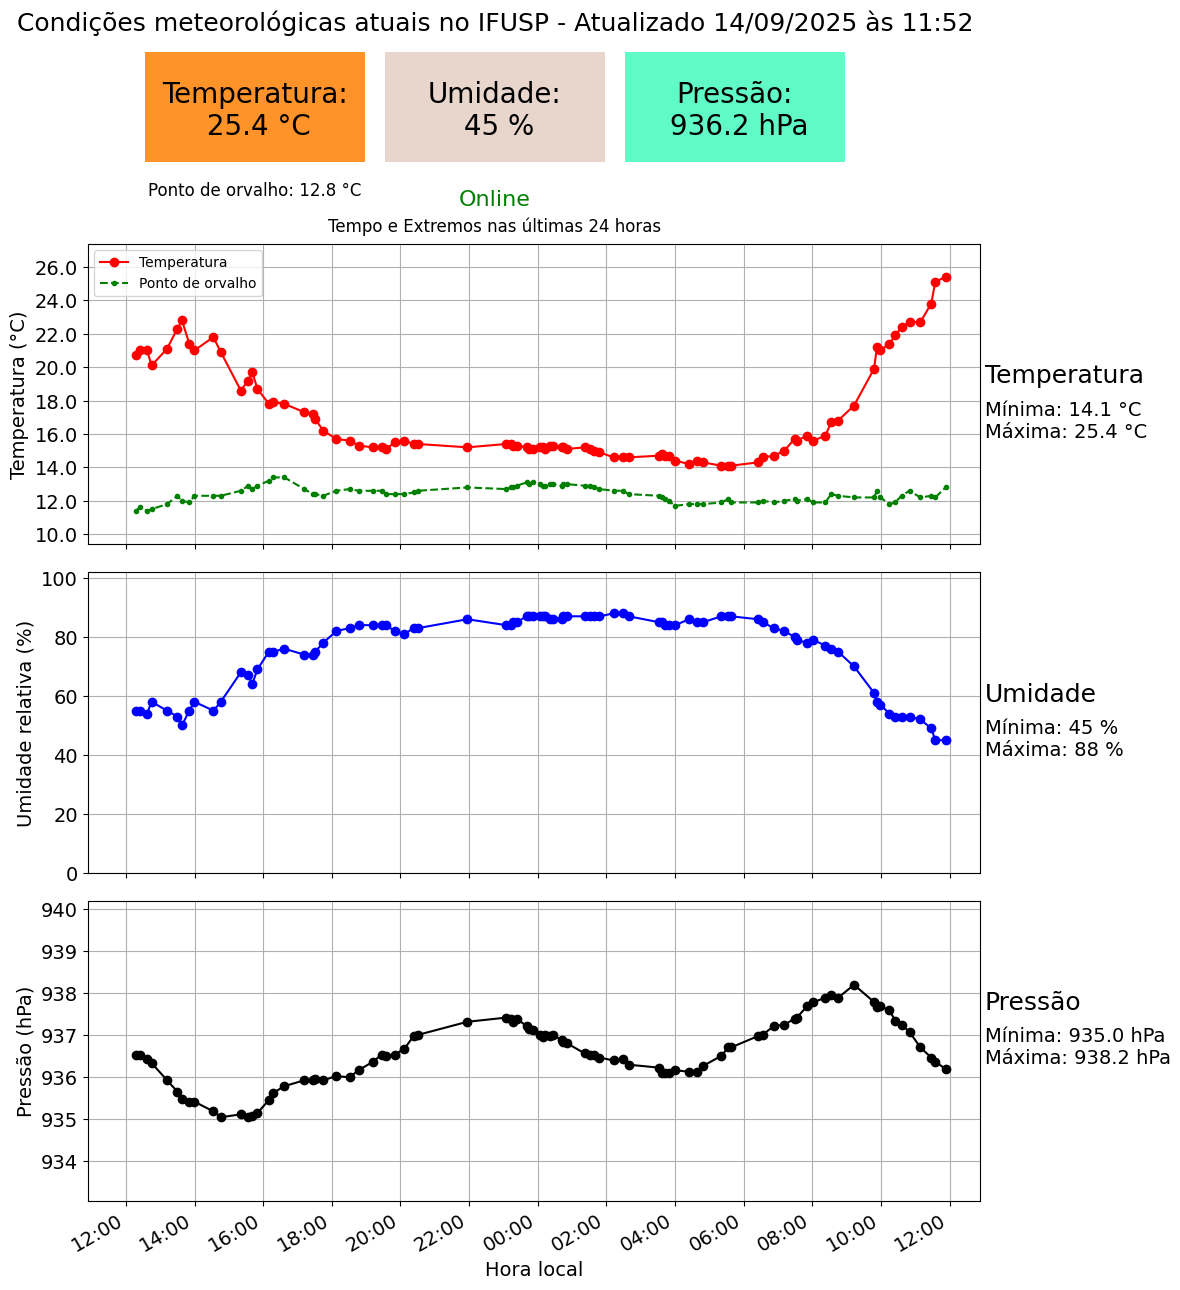 Condições meteorológicas atuais no IFUSP - Atualizado 14/09/2025 às 11:52
Temperatura:
25.4 °C
Umidade:
45 %
Pressão:
936.2 hPa
Ponto de orvalho: 12.8 °C
Online
Tempo e Extremos nas últimas 24 horas
Temperatura
Ponto de orvalho
Temperatura (°C)
26.0
24.0
22.0
20.0
18.0
16.0
14.0
12.0
10.0
Temperatura
Mínima: 14.1 °C
Máxima: 25.4 °C
Umidade relativa (%)
100
80
60
40
20
0
Umidade
Mínima: 45 %
Máxima: 88 %
Pressão (hPa)
940
939
938
937
936
935
934
Pressão
Mínima: 935.0 hPa
Máxima: 938.2 hPa
12:00 14:00 16:00 18:00 20:00 22:00 00:00 02:00 04:00 06:00 08:00 10:00 12:00
Hora local